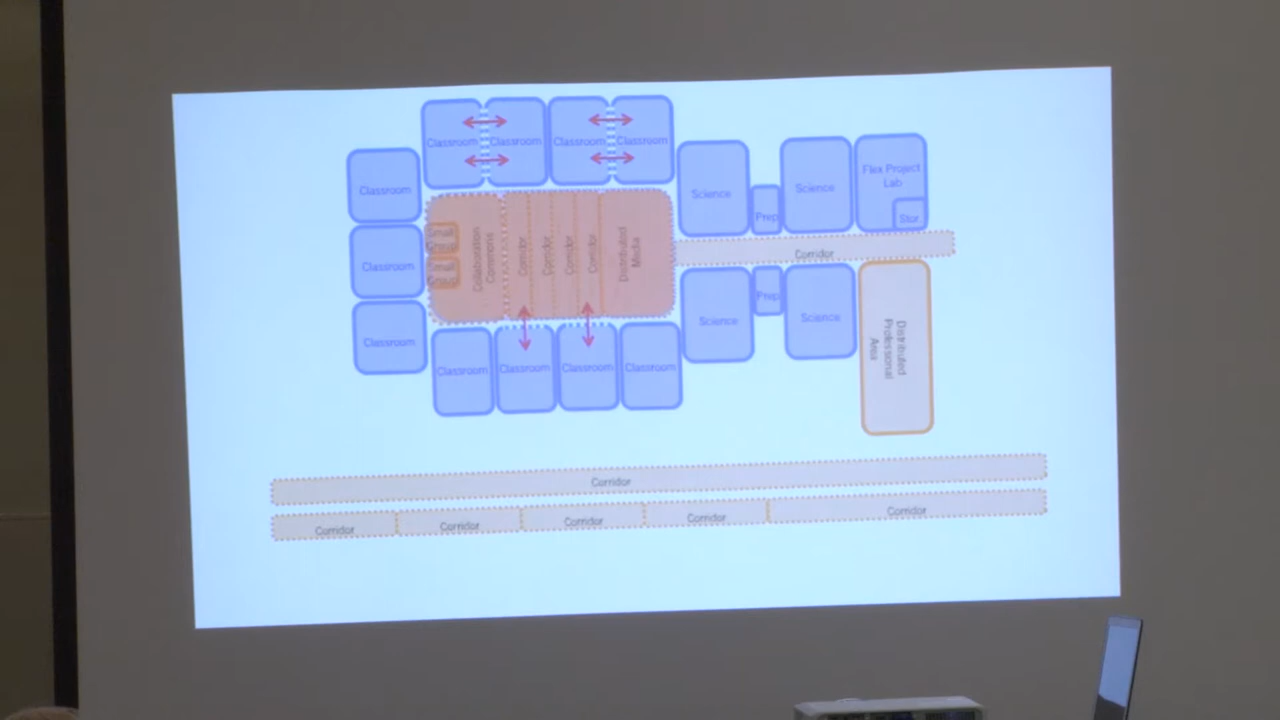 Classroom
Classroom
Classroom
Classroom
Classroom
Classroom
Classroom
Small
Group
Small
Group
Collaboration
Commons
Corridor
Corridor
Corridor
Corridor
Distributed
Media
Classroom
Classroom
Classroom
Classroom
Science
Prep
Science
Flex Project
Lab
Stor.
Corridor
Science
Prep
Science
Distributed
Professional
Area
Corridor
Corridor
Corridor
Corridor
Corridor
Corridor